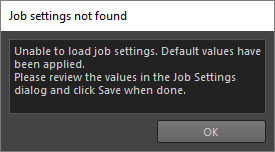 Job settings not found
Unable to load job settings. Default values have
been applied.
Please review the values in the Job Settings
dialog and click Save when done.
OK